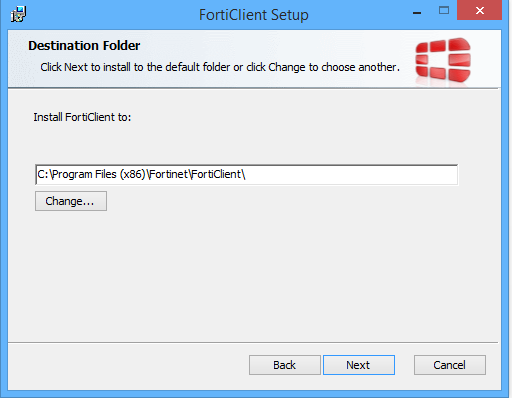 FortiClient Setup
Destination Folder
Click Next to install to the default folder or click Change to choose another.
Install FortiClient to:
C:\Program Files (x86)\Fortinet\FortiClient\
Change...
Back Next Cancel